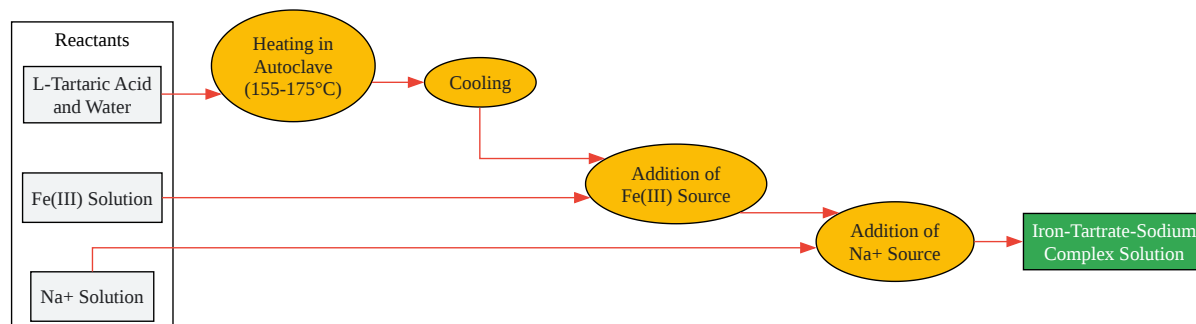 Reactants
L-Tartaric Acid
and Water
Heating in
Autoclave
(155-175°C)
Cooling
Fe(III) Solution
Addition of
Fe(III) Source
Na+ Solution
Addition of
Na+ Source
Iron-Tartrate-Sodium
Complex Solution